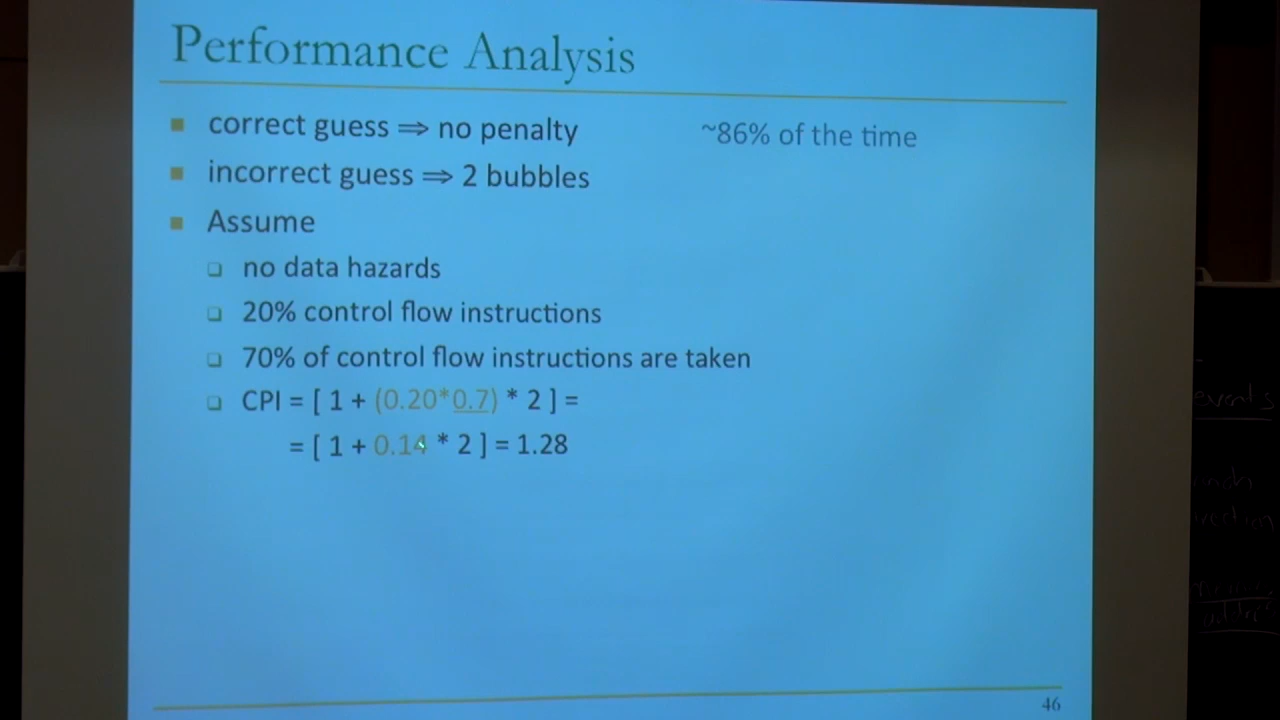 Performance Analysis
correct guess ⇒ no penalty ~86% of the time
incorrect guess ⇒ 2 bubbles
Assume
no data hazards
20% control flow instructions
70% of control flow instructions are taken
CPI = [ 1 + (0.20*0.7) * 2 ] =
= [ 1 + 0.14 * 2 ] = 1.28
46